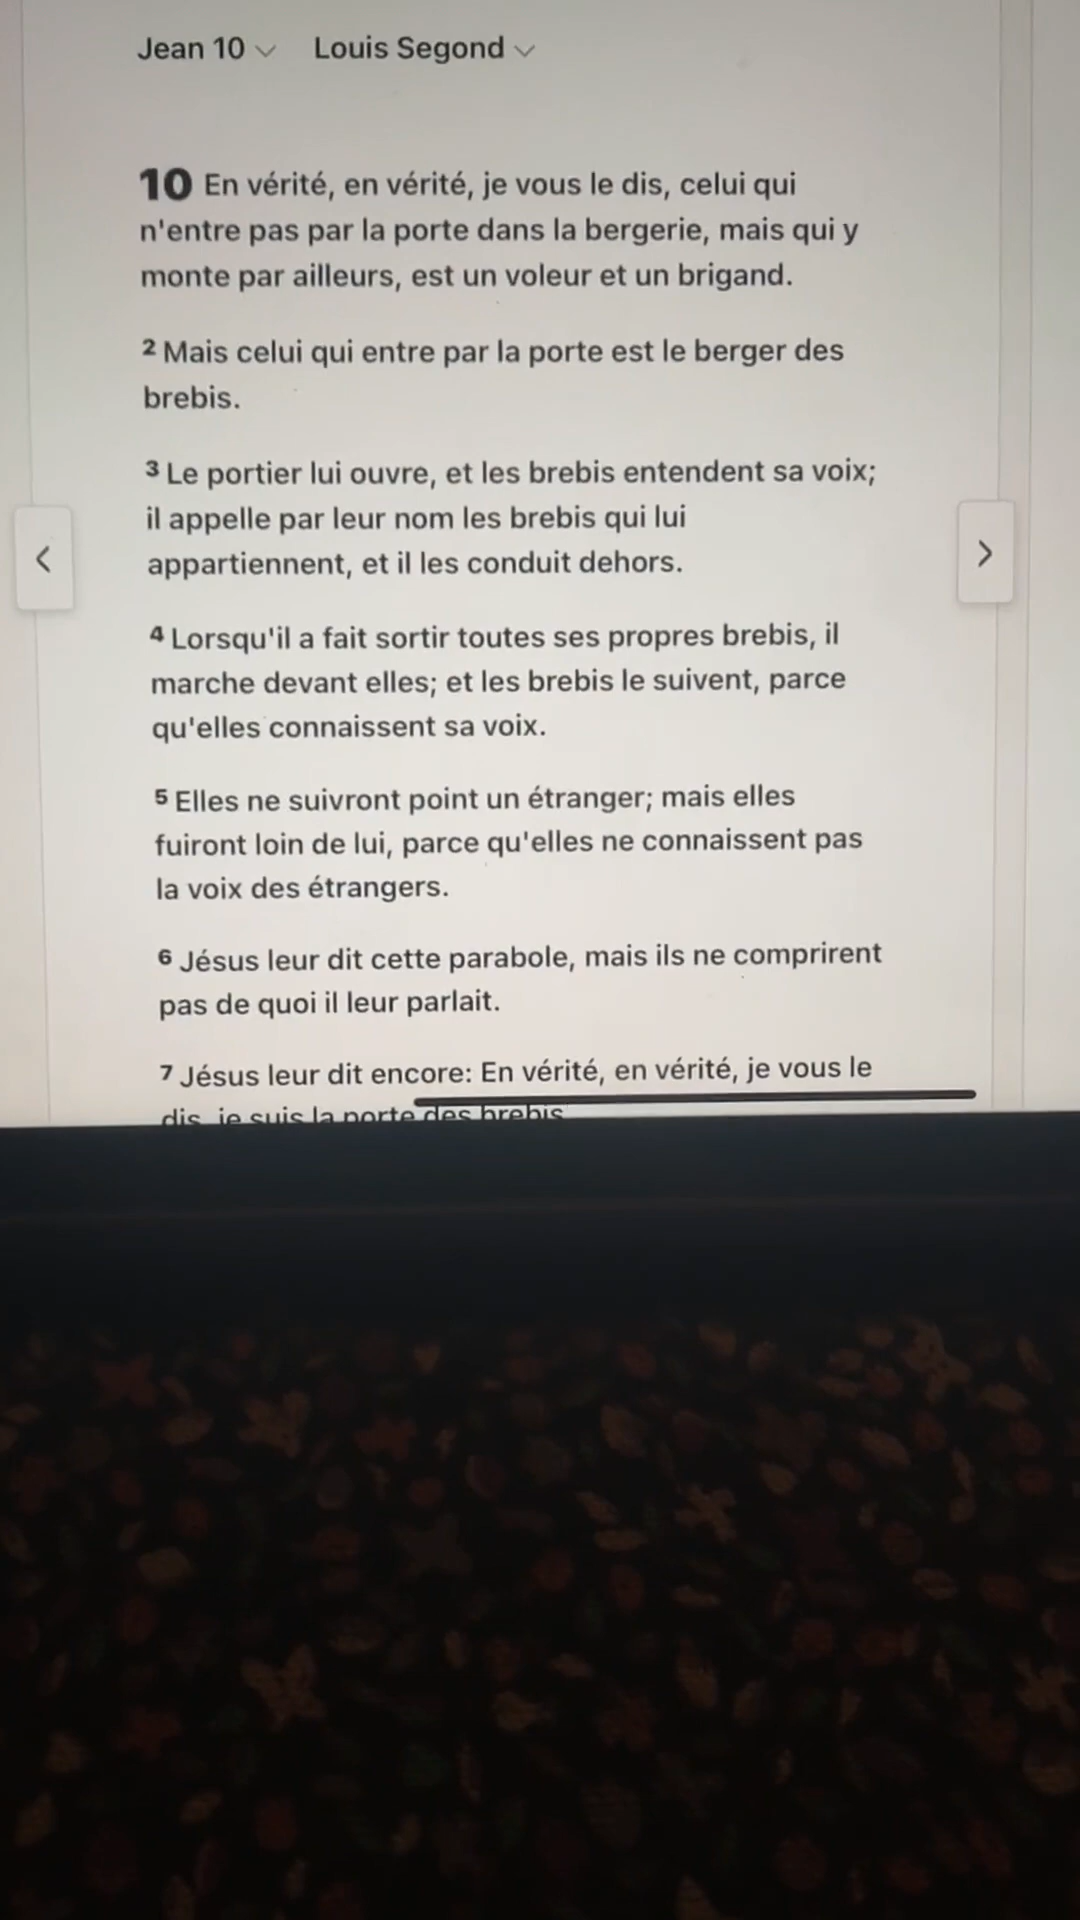 Jean 10 Louis Segond
10 En vérité, en vérité, je vous le dis, celui qui
n'entre pas par la porte dans la bergerie, mais qui y
monte par ailleurs, est un voleur et un brigand.
2 Mais celui qui entre par la porte est le berger des
brebis.
3 Le portier lui ouvre, et les brebis entendent sa voix;
il appelle par leur nom les brebis qui lui
appartiennent, et il les conduit dehors.
4 Lorsqu'il a fait sortir toutes ses propres brebis, il
marche devant elles; et les brebis le suivent, parce
qu'elles connaissent sa voix.
5 Elles ne suivront point un étranger; mais elles
fuiront loin de lui, parce qu'elles ne connaissent pas
la voix des étrangers.
6 Jésus leur dit cette parabole, mais ils ne comprirent
pas de quoi il leur parlait.
7 Jésus leur dit encore: En vérité, en vérité, je vous le
dis, je suis la porte des brebis.